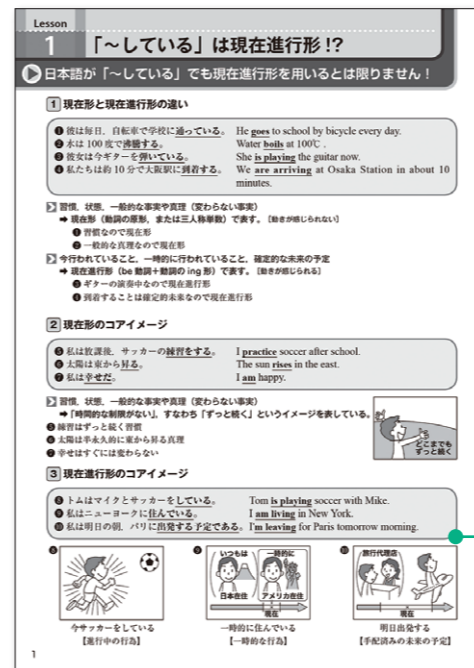 Lesson
1 「～している」は現在進行形 !?
日本語が「～している」でも現在進行形を用いるとは限りません！
1 現在形と現在進行形の違い
❶ 彼は毎日，自転車で学校に通っている。 He goes to school by bicycle every day.
❷ 水は 100 度で沸騰する。 Water boils at 100℃ .
❸ 彼女は今ギターを弾いている。 She is playing the guitar now.
❹ 私たちは約 10 分で大阪駅に到着する。 We are arriving at Osaka Station in about 10
minutes.
習慣，状態，一般的な事実や真理（変わらない事実）
➡ 現在形（動詞の原形，または三人称単数）で表す。［動きが感じられない］
❶ 習慣なので現在形
❷ 一般的な真理なので現在形
今行われていること，一時的に行われていること，確定的な未来の予定
➡ 現在進行形（be 動詞＋動詞の ing 形）で表す。［動きが感じられる］
❸ ギターの演奏中なので現在進行形
❹ 到着することは確定的未来なので現在進行形
2 現在形のコアイメージ
❺ 私は放課後，サッカーの練習をする。 I practice soccer after school.
❻ 太陽は東から昇る。 The sun rises in the east.
❼ 私は幸せだ。 I am happy.
習慣，状態，一般的な事実や真理（変わらない事実）
➡「時間的な制限がない」，すなわち「ずっと続く」というイメージを表している。
❺ 練習はずっと続く習慣
❻ 太陽は半永久的に東から昇る真理
❼ 幸せはすぐには変わらない
どこまでも
ずっと続く
3 現在進行形のコアイメージ
❽ トムはマイクとサッカーをしている。 Tom is playing soccer with Mike.
❾ 私はニューヨークに住んでいる。 I am living in New York.
❿ 私は明日の朝，パリに出発する予定である。 I'm leaving for Paris tomorrow morning.
❽ ❾ いつもは 一時的に ❿ 旅行代理店
日本在住 アメリカ在住
現在 現在
今サッカーをしている 一時的に住んでいる 明日出発する
【進行中の行為】 【一時的な行為】 【手配済みの未来の予定】
1